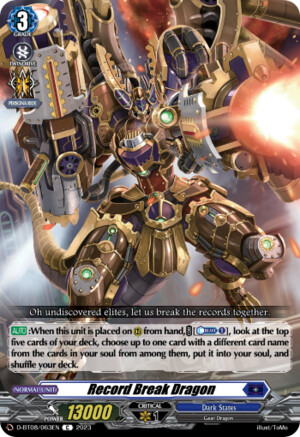 3
GRADE
TWIN DRIVE
PERSONA RIDE
Oh undiscovered elites, let us break the records together.
AUTO :When this unit is placed on from hand, [ 1], look at the top
five cards of your deck, choose up to one card with a different card name
from the cards in your soul from among them, put it into your soul, and
shuffle your deck.
NORMAL UNIT
Record Break Dragon
POWER 13000
CRITICAL
1
Dark States
Gear Dragon
D-BT08/063EN C 2023
illust/ToMo